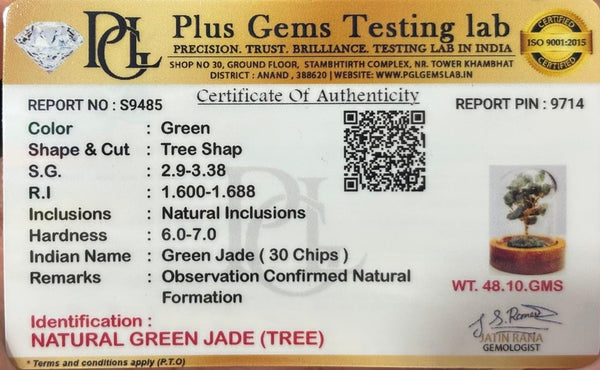 PGL
Plus Gems Testing lab
PRECISION. TRUST. BRILLIANCE. TESTING LAB IN INDIA
SHOP NO 30, GROUND FLOOR, STAMBHTIRTH COMPLEX, NR. TOWER KHAMBHAT
DISTRICT : ANAND , 388620 | WEBSITE: WWW.PGLGEMSLAB.IN
CERTIFIED
ISO 9001:2015
CERTIFIED
Certificate Of Authenticity
REPORT NO : S9485
REPORT PIN : 9714
Color : Green
Shape & Cut : Tree Shap
S.G. : 2.9-3.38
R.I : 1.600-1.688
Inclusions : Natural Inclusions
Hardness : 6.0-7.0
Indian Name : Green Jade ( 30 Chips )
Remarks : Observation Confirmed Natural
Formation
WT. 48.10.GMS
Identification :
NATURAL GREEN JADE (TREE)
JATIN RANA
GEMOLOGIST
* Terms and conditions apply (P.T.O)